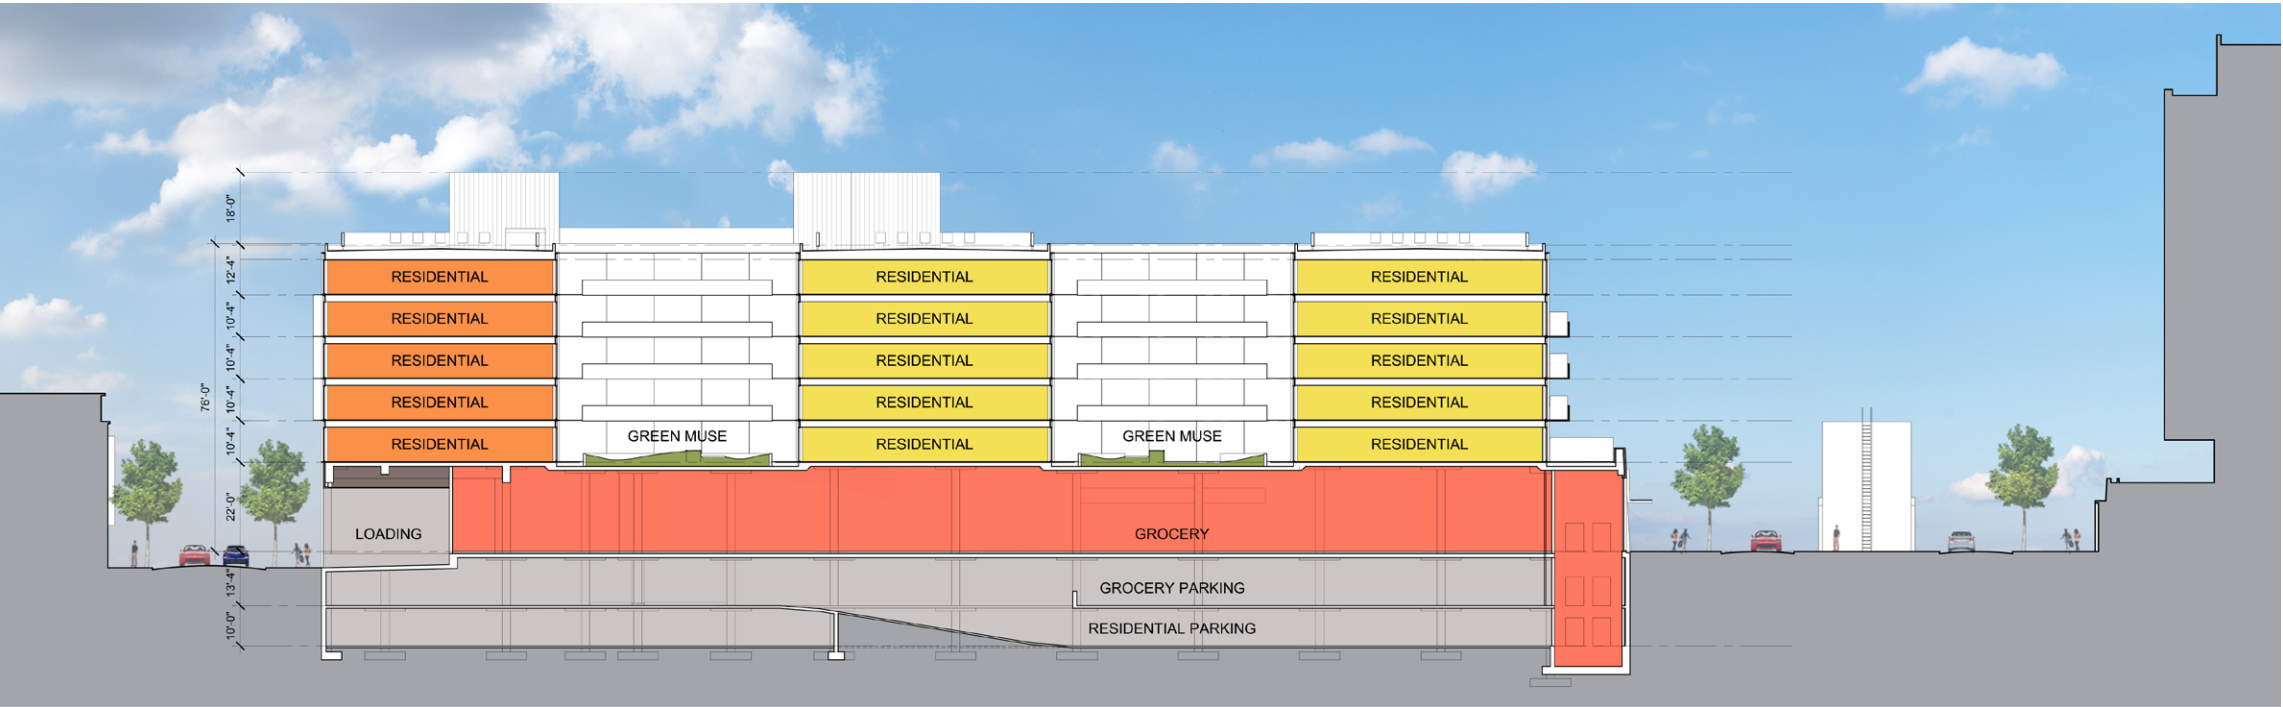 18'-0"
RESIDENTIAL RESIDENTIAL RESIDENTIAL
12'-4"
RESIDENTIAL RESIDENTIAL RESIDENTIAL
10'-4"
RESIDENTIAL RESIDENTIAL RESIDENTIAL
10'-4"
76'-0"
RESIDENTIAL RESIDENTIAL RESIDENTIAL
10'-4"
GREEN MUSE GREEN MUSE
RESIDENTIAL RESIDENTIAL RESIDENTIAL
10'-4"
22'-0"
LOADING GROCERY
13'-4"
GROCERY PARKING
10'-0"
RESIDENTIAL PARKING